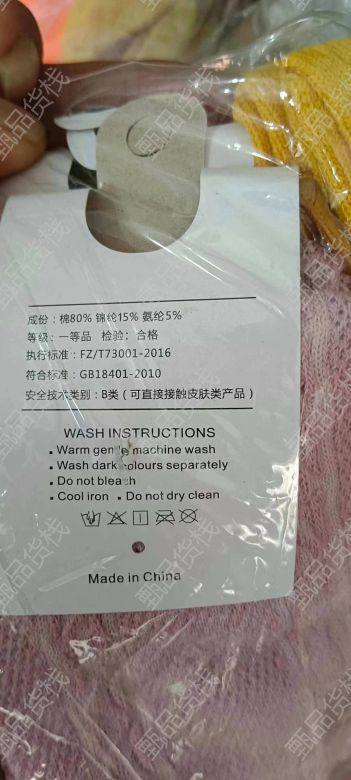 成份：棉80% 锦纶15% 氨纶5%
等级：一等品 检验：合格
执行标准：FZ/T73001-2016
符合标准：GB18401-2010
安全技术类别：B类（可直接接触皮肤类产品）
WASH INSTRUCTIONS
Warm gentle machine wash
Wash dark colours separately
Do not bleach
Cool iron . Do not dry clean
Made in China
甄品货栈